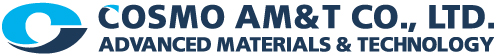 COSMO AM&T CO., LTD.
ADVANCED MATERIALS & TECHNOLOGY